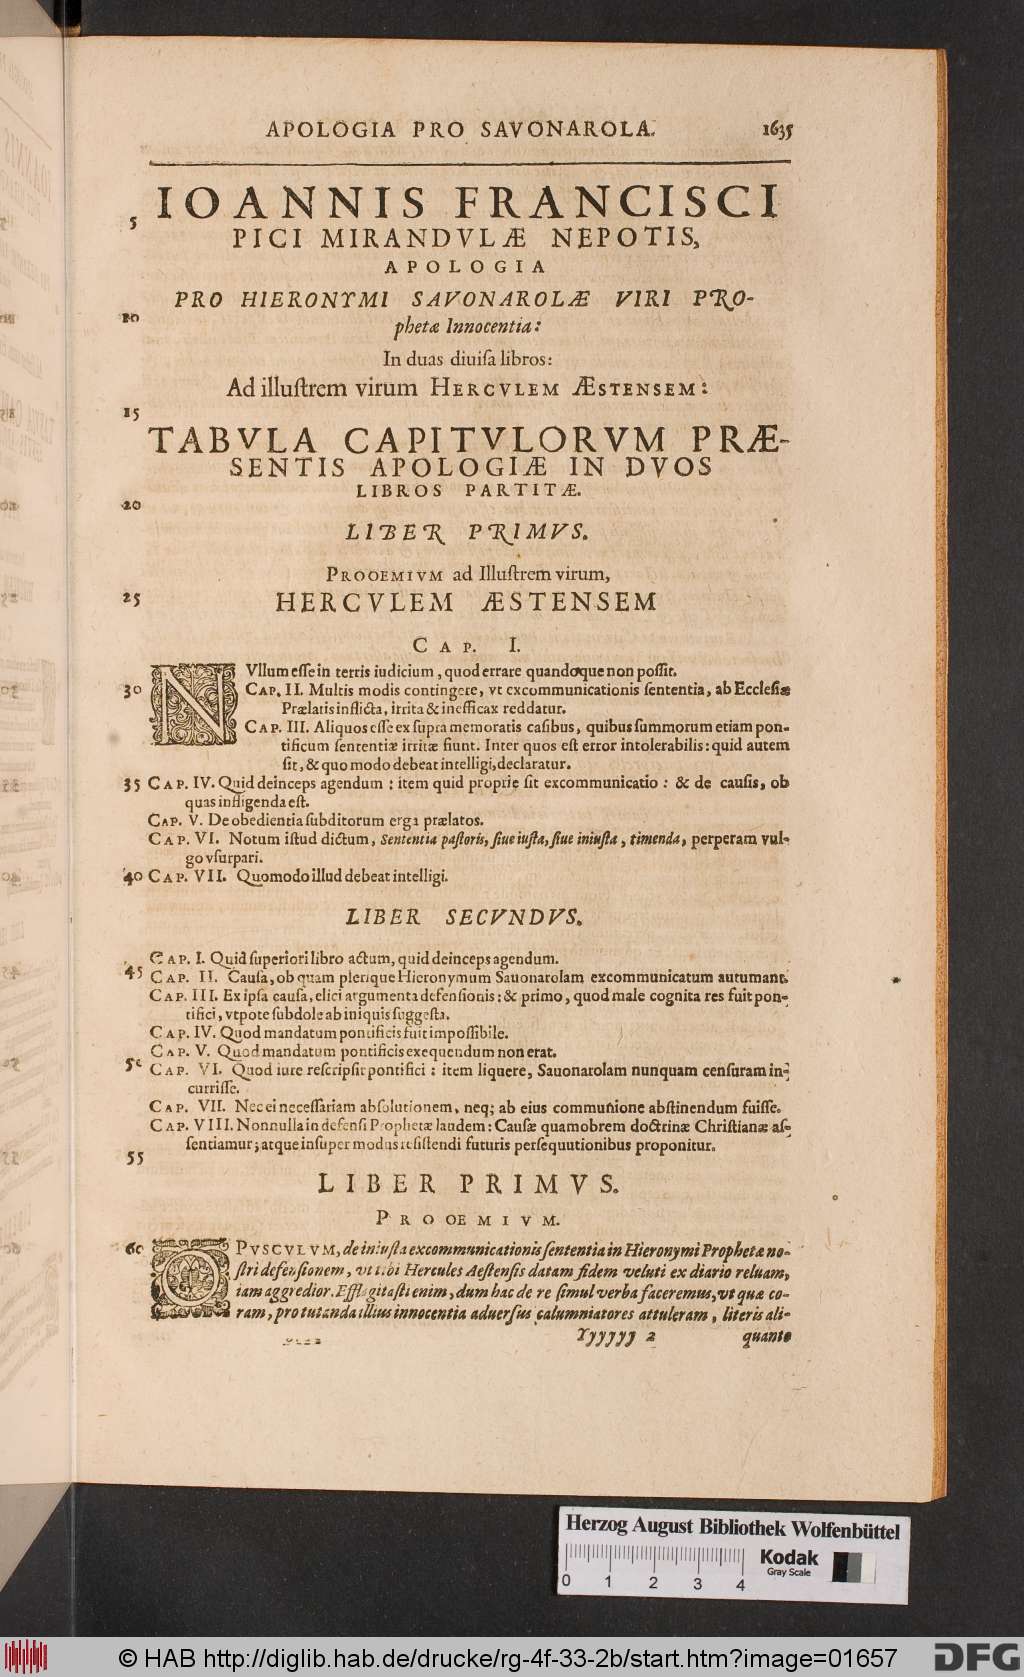 APOLOGIA PRO SAVONAROLA. 1635
IOANNIS FRANCISCI
5
PICI MIRANDVLÆ NEPOTIS,
APOLOGIA
PRO HIERONYMI SAVONAROLÆ VIRI PRO-
10
phetæ Innocentia:
In duas diuiſa libros:
Ad illuſtrem virum HERCVLEM ÆSTENSEM:
15
TABVLA CAPITVLORVM PRÆ-
SENTIS APOLOGIÆ IN DVOS
LIBROS PARTITÆ.
20
LIBER PRIMVS.
PROOEMIVM ad Illuſtrem virum,
25
HERCVLEM ÆSTENSEM
CAP. I.
NVllum eſſe in terris iudicium, quod errare quandoque non poſſit.
30 CAP. II. Multis modis contingere, vt excommunicationis ſententia, ab Eccleſiæ
Prælatis inflicta, irrita & inefficax reddatur.
CAP. III. Aliquos eſſe ex ſupra memoratis caſibus, quibus ſummorum etiam pon-
tificum ſententiæ irritæ fiunt. Inter quos eſt error intolerabilis: quid autem
ſit, & quo modo debeat intelligi, declaratur.
35 CAP. IV. Quid deinceps agendum: item quid proprie ſit excommunicatio: & de cauſis, ob
quas infligenda eſt.
CAP. V. De obedientia ſubditorum erga prælatos.
CAP. VI. Notum iſtud dictum, Sententia paſtoris, ſiue iuſta, ſiue iniuſta, timenda, perperam vul-
go vſurpari.
40 CAP. VII. Quomodo illud debeat intelligi.
LIBER SECVNDVS.
CAP. I. Quid ſuperiori libro actum, quid deinceps agendum.
45 CAP. II. Cauſa, ob quam plerique Hieronymum Sauonarolam excommunicatum autumant.
CAP. III. Ex ipſa cauſa, elici argumenta defenſionis: & primo, quod male cognita res fuit pon-
tifici, vtpote ſubdole ab iniquis ſuggeſta.
CAP. IV. Quod mandatum pontificis fuit impoſſibile.
CAP. V. Quod mandatum pontificis exequendum non erat.
50 CAP. VI. Quod iure reſcripſit pontifici: item liquere, Sauonarolam nunquam cenſuram in-
curriſſe.
CAP. VII. Nec ei neceſſariam abſolutionem, neq; ab eius communione abſtinendum fuiſſe.
CAP. VIII. Nonnulla in defenſi Prophetæ laudem: Cauſæ quamobrem doctrinæ Chriſtianæ aſ-
ſentiamur; atque inſuper modus reſiſtendi futuris perſequutionibus proponitur.
55
LIBER PRIMVS.
PROOEMIVM.
60 OPVSCVLVM, de iniuſta excommunicationis ſententia in Hieronymi Prophetæ no-
ſtri defenſionem, vt tibi Hercules Aeſtenſis datam fidem veluti ex diario reluam,
iam aggredior. Efflagitaſti enim, dum hac de re ſimul verba faceremus, vt quæ co-
ram, pro tutanda illius innocentia aduerſus calumniatores attuleram, literis ali-
Yyyyyy 2 quanto
Herzog August Bibliothek Wolfenbüttel
0 1 2 3 4
Kodak
Gray Scale
© HAB http://diglib.hab.de/drucke/rg-4f-33-2b/start.htm?image=01657
DFG